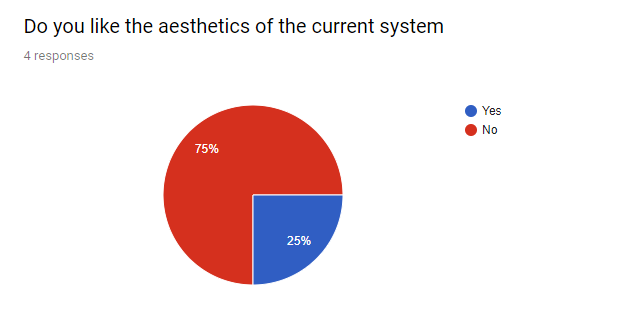 Do you like the aesthetics of the current system
4 responses
Yes
No
75%
25%